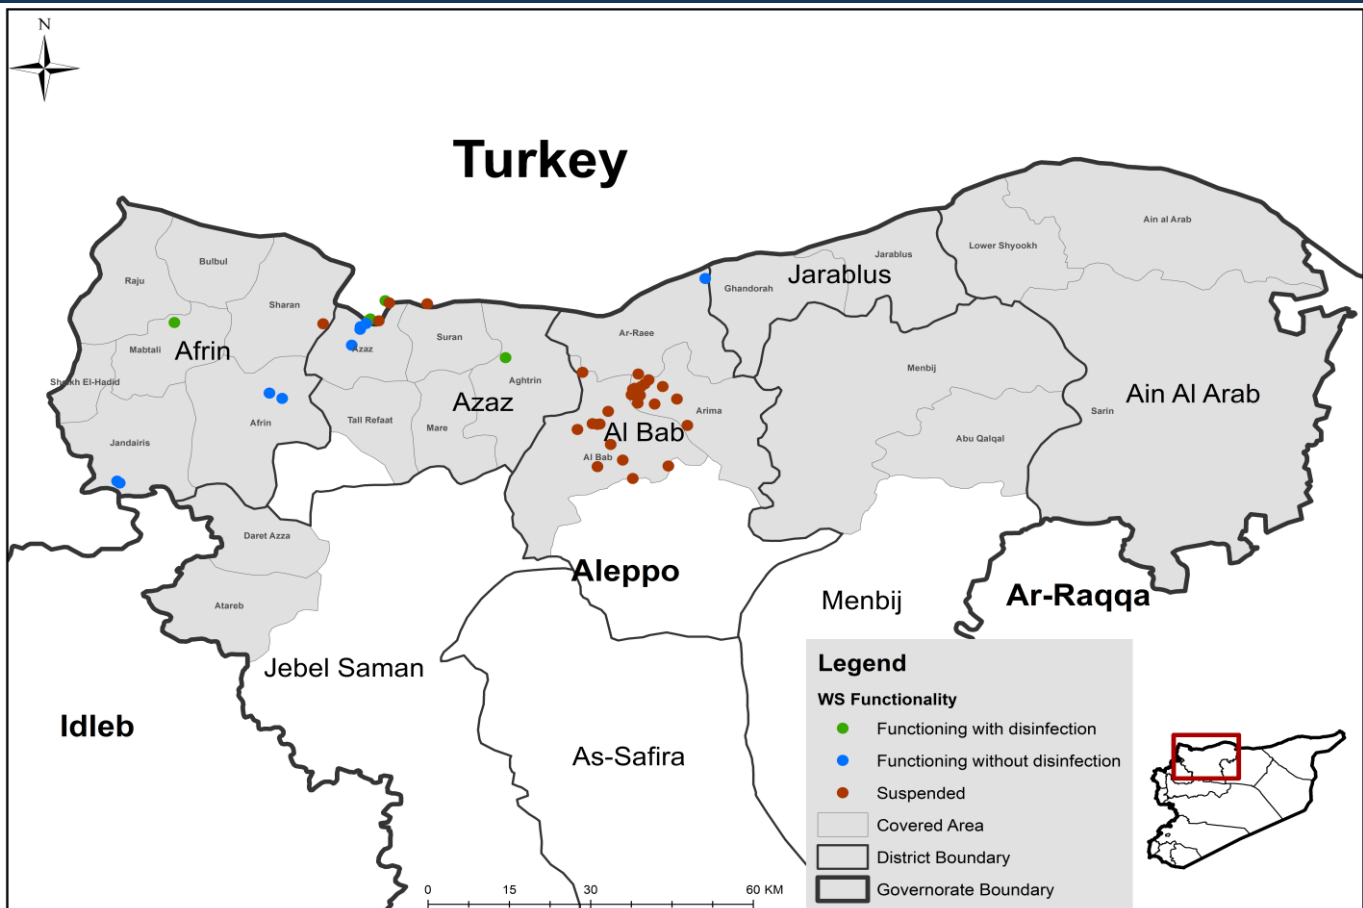 N
Turkey
Ain al Arab
Lower Shyookh
Jarablus
Bulbul
Raju
Jarablus
Ghandorah
Sharan
Ar-Raee
Suran
Azaz
Mabtali
Afrin
Menbij
Sheikh El-Hadid
Aghtrin
Azaz
Ain Al Arab
Arima
Sarin
Afrin
Tall Refaat
Mare
Al Bab
Abu Qalqal
Jandairis
Al Bab
Daret Azza
Aleppo
Ar-Raqqa
Menbij
Atareb
Jebel Saman
Idleb
As-Safira
Legend
WS Functionality
Functioning with disinfection
Functioning without disinfection
Suspended
Covered Area
District Boundary
Governorate Boundary
0 15 30 60 KM